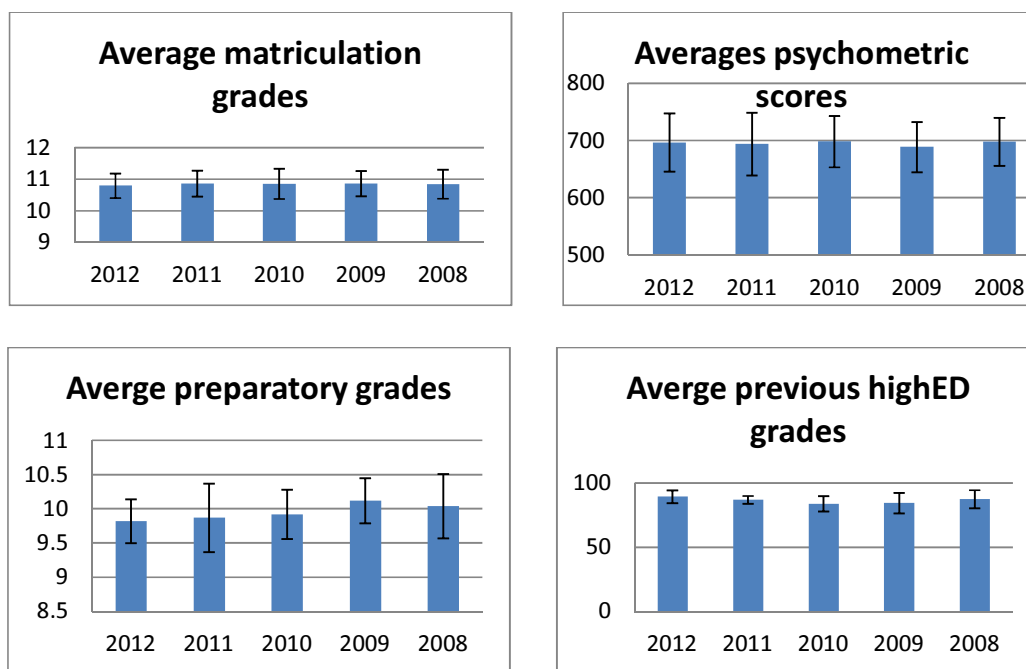 Average matriculation
grades
12
11
10
9
2012 2011 2010 2009 2008
Averages psychometric
scores
800
700
600
500
2012 2011 2010 2009 2008
Averge preparatory grades
11
10.5
10
9.5
9
8.5
2012 2011 2010 2009 2008
Averge previous highED
grades
100
50
0
2012 2011 2010 2009 2008